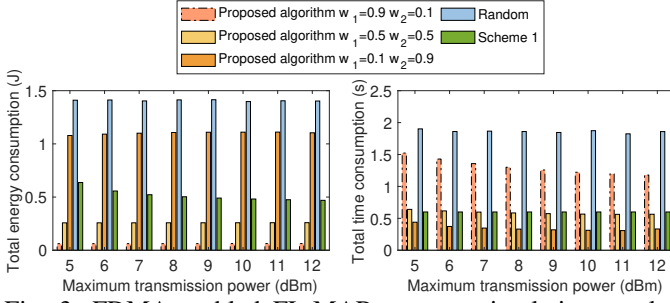 Proposed algorithm w1=0.9 w2=0.1
Proposed algorithm w1=0.5 w2=0.5
Proposed algorithm w1=0.1 w2=0.9
Random
Scheme 1
Total energy consumption (J)
1.5
1
0.5
0
5 6 7 8 9 10 11 12
Maximum transmission power (dBm)
Total time consumption (s)
2.5
2
1.5
1
0.5
0
5 6 7 8 9 10 11 12
Maximum transmission power (dBm)